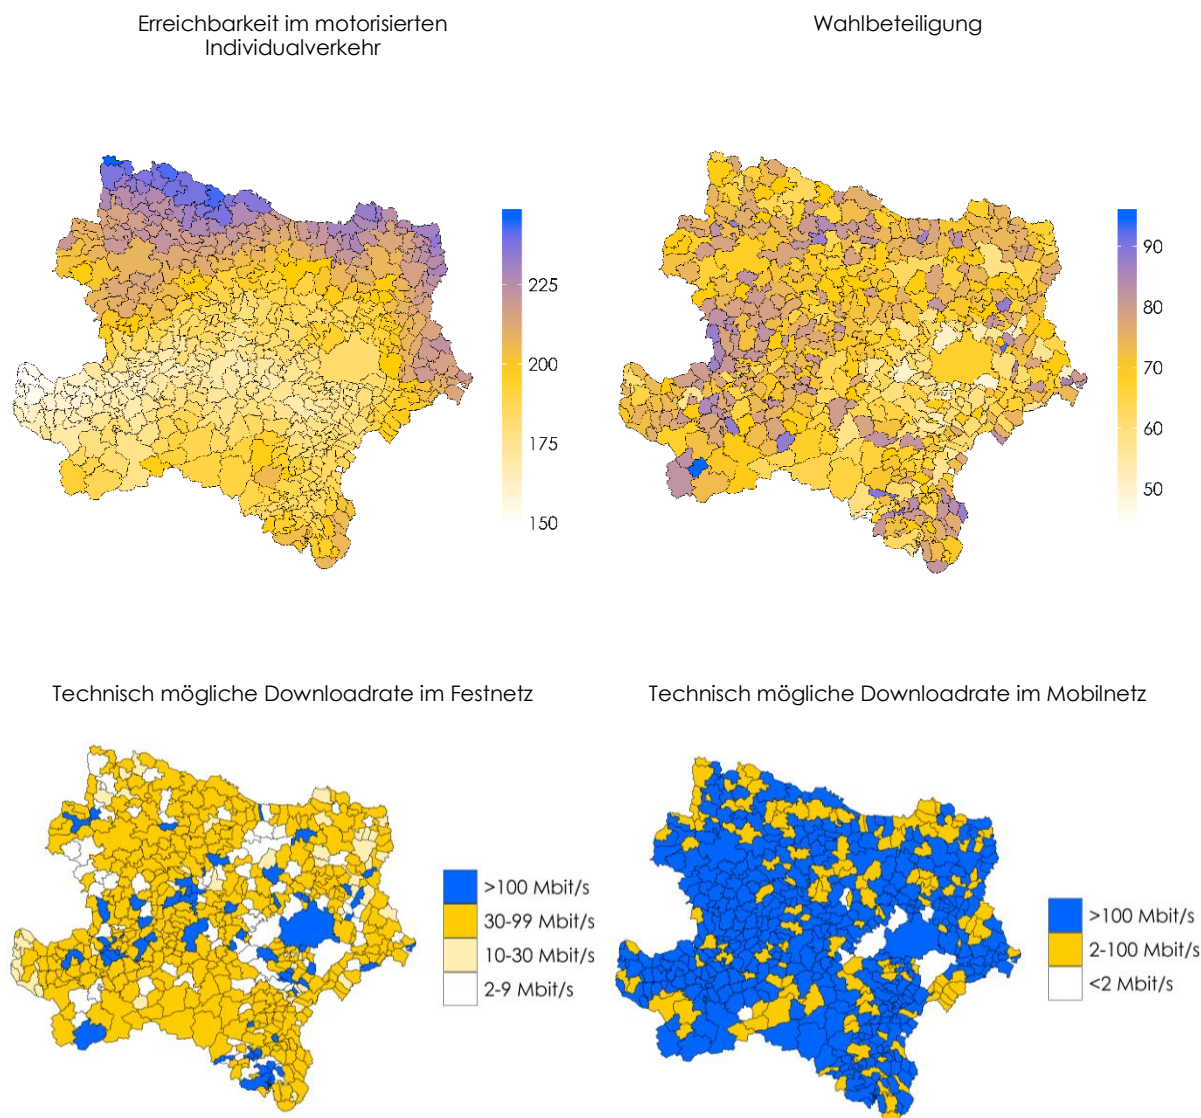 Erreichbarkeit im motorisierten
Individualverkehr
Wahlbeteiligung
225
200
175
150
90
80
70
60
50
Technisch mögliche Downloadrate im Festnetz
Technisch mögliche Downloadrate im Mobilnetz
>100 Mbit/s
30-99 Mbit/s
10-30 Mbit/s
2-9 Mbit/s
>100 Mbit/s
2-100 Mbit/s
<2 Mbit/s